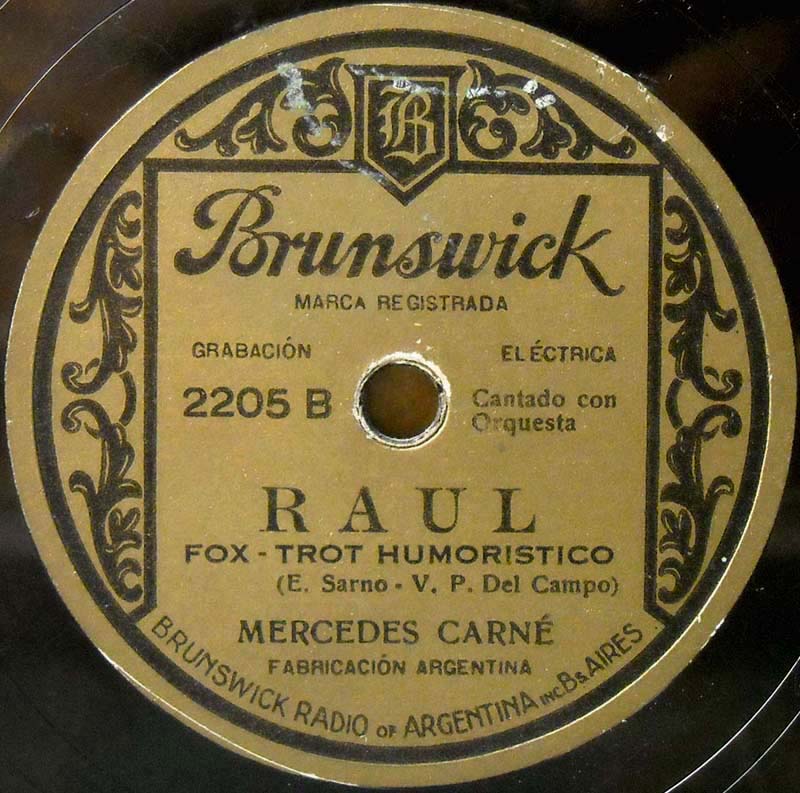 B
Brunswick
MARCA REGISTRADA
GRABACIÓN ELÉCTRICA
2205 B Cantado con
Orquesta
RAUL
FOX - TROT HUMORISTICO
(E. Sarno - V. P. Del Campo)
MERCEDES CARNÉ
FABRICACIÓN ARGENTINA
BRUNSWICK RADIO OF ARGENTINA INC. Bs. AIRES